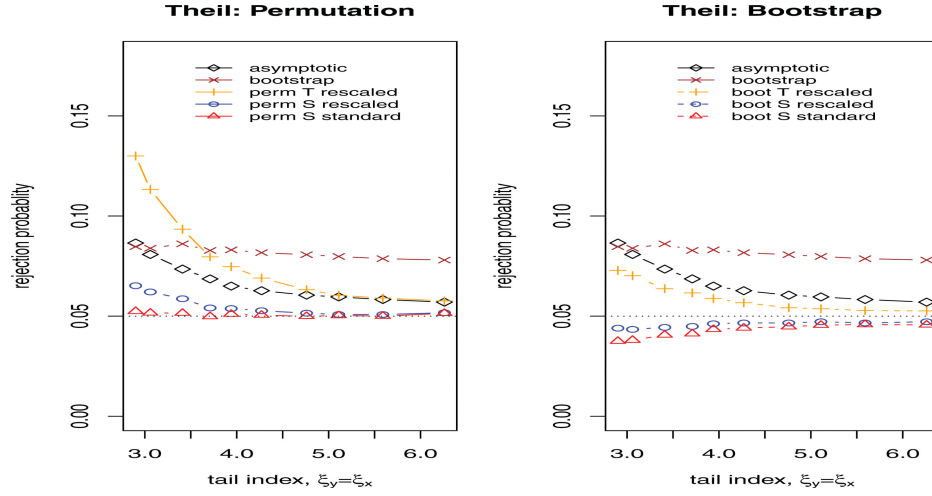 Theil: Permutation
rejection probablity
0.15
0.10
0.05
0.00
asymptotic
bootstrap
perm T rescaled
perm S rescaled
perm S standard
3.0 4.0 5.0 6.0
tail index, ξy=ξx
Theil: Bootstrap
rejection probablity
0.15
0.10
0.05
0.00
asymptotic
bootstrap
boot T rescaled
boot S rescaled
boot S standard
3.0 4.0 5.0 6.0
tail index, ξy=ξx